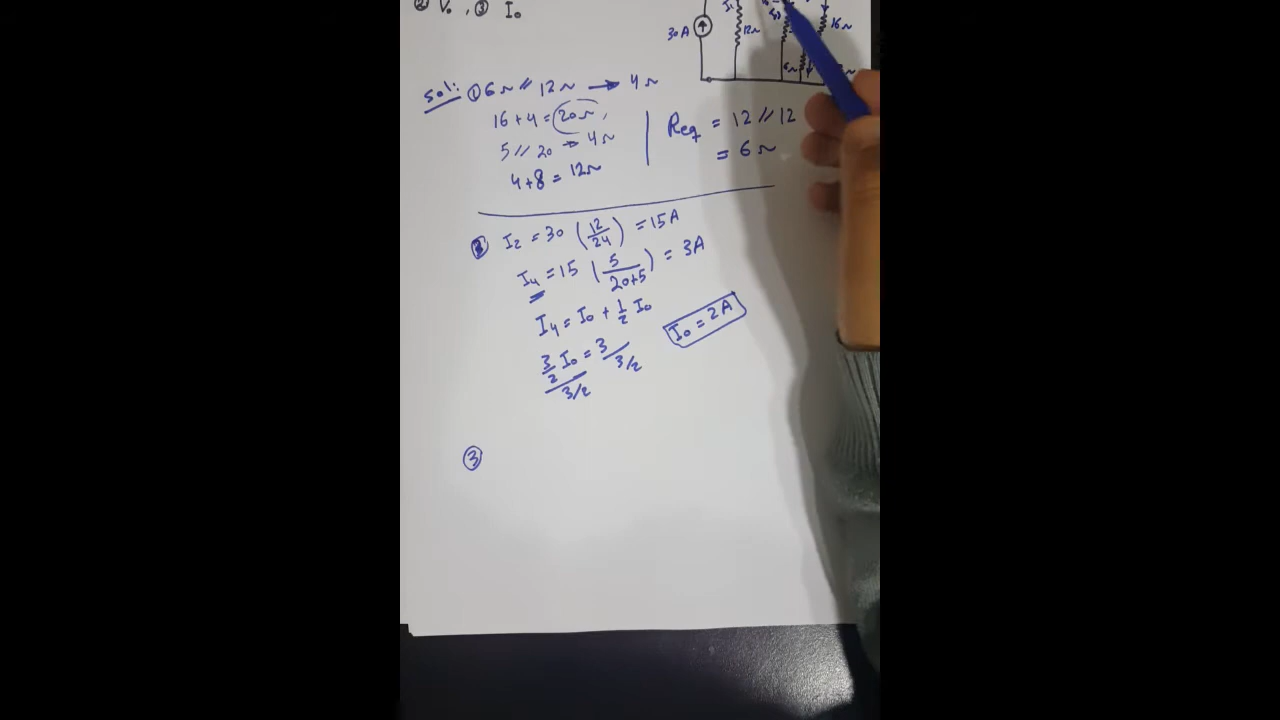 ② V₀, ③ I₀
30A
I₁
12Ω
16Ω
6Ω
Sol: ① 6Ω // 12Ω → 4Ω
16 + 4 = 20Ω,
5 // 20 → 4Ω
4 + 8 = 12Ω
Req = 12 // 12
= 6Ω
I₂ = 30 (12/24) = 15A
I₄ = 15 (5/20+5) = 3A
I₄ = I₀ + 1/2 I₀
3/2 I₀ / 3/2 = 3 / 3/2
I₀ = 2A
③